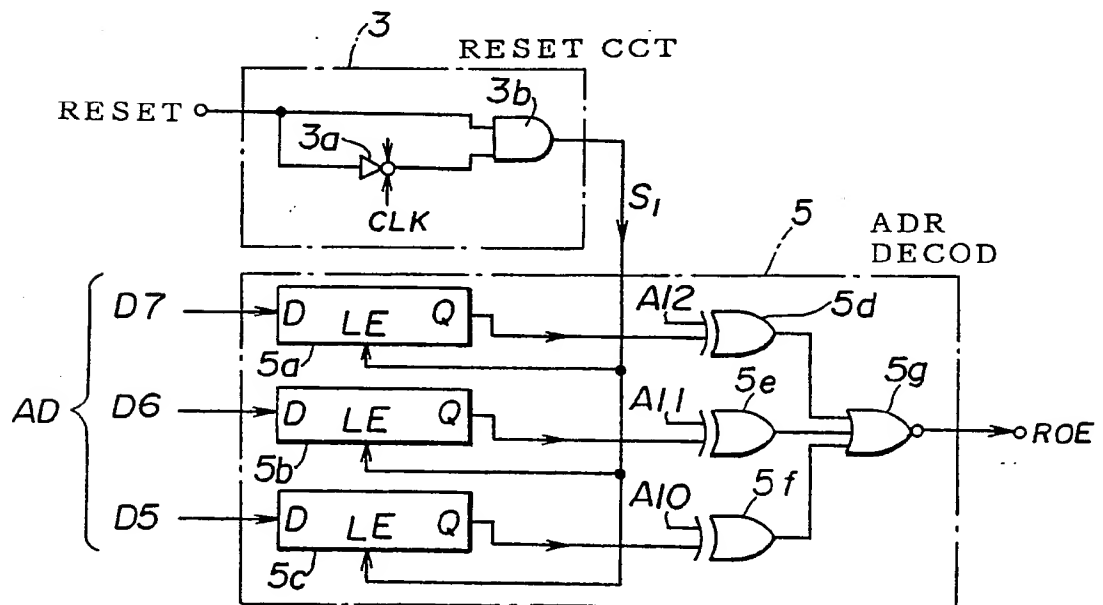 3
RESET CCT
RESET
3a
3b
CLK
S1
5
ADR
DECOD
AD
D7
D
LE
Q
5a
A12
5d
D6
D
LE
Q
5b
A11
5e
5g
ROE
D5
D
LE
Q
5c
A10
5f